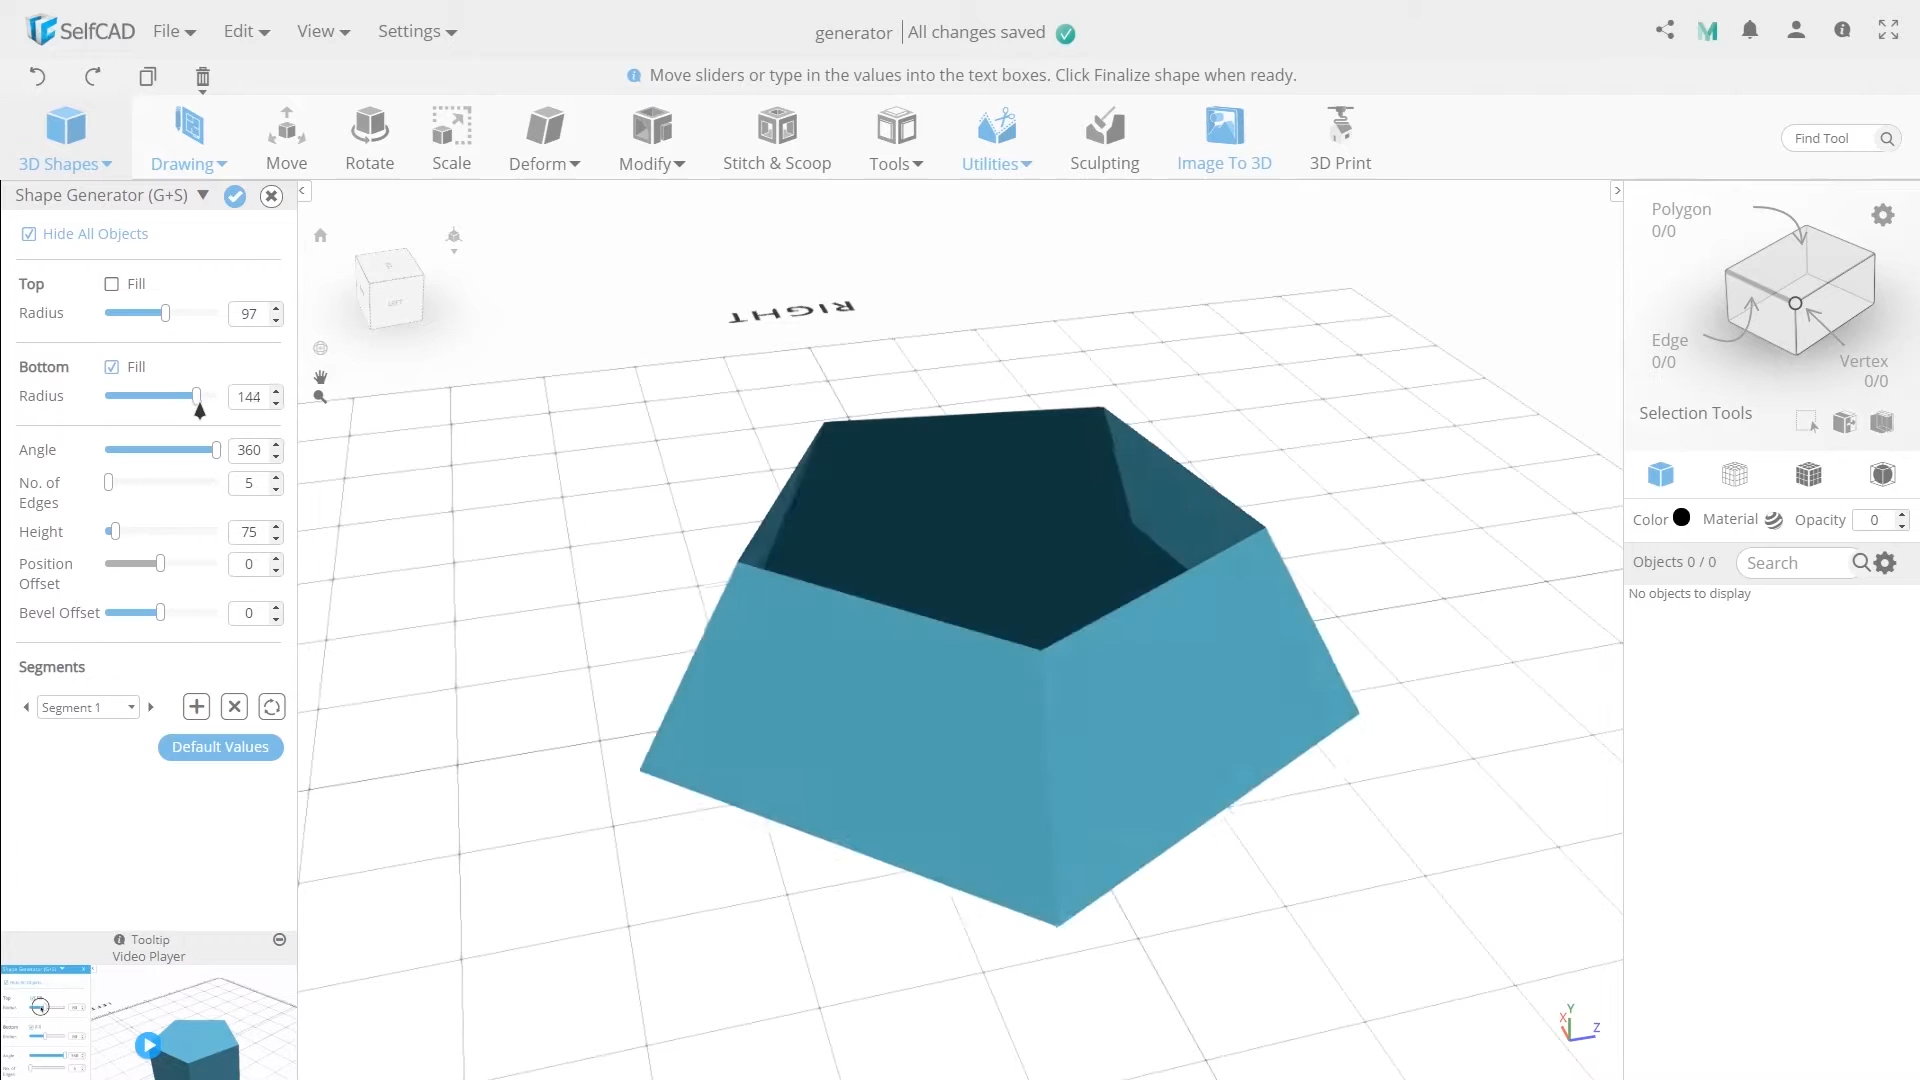 SelfCAD File Edit View Settings
generator All changes saved
Move sliders or type in the values into the text boxes. Click Finalize shape when ready.
3D Shapes Drawing Move Rotate Scale Deform Modify Stitch & Scoop Tools Utilities Sculpting Image To 3D 3D Print
Find Tool
Shape Generator (G+S)
Hide All Objects
Top Fill
Radius 97
Bottom Fill
Radius 144
Angle 360
No. of Edges 5
Height 75
Position Offset 0
Bevel Offset 0
Segments
Segment 1
Default Values
Tooltip
Video Player
LEFT
RIGHT
Y
X
Z
Polygon
0/0
Edge
0/0
Vertex
0/0
Selection Tools
Color Material Opacity 0
Objects 0 / 0 Search
No objects to display